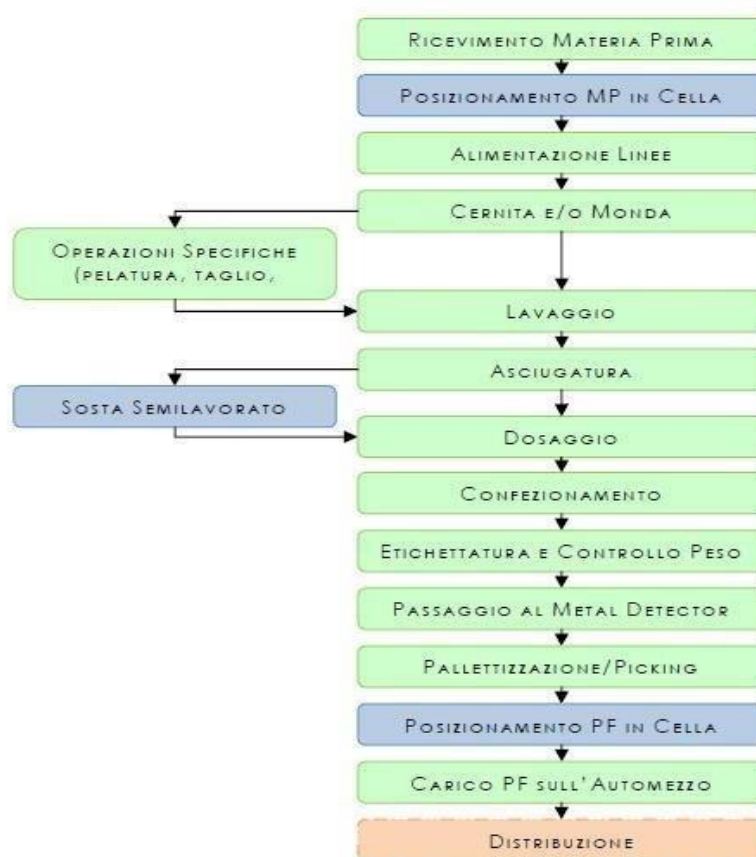 Ricevimento Materia Prima
Posizionamento MP in Cella
Alimentazione Linee
Cernita e/o Monda
Operazioni Specifiche
(pelatura, taglio,
Lavaggio
Asciugatura
Sosta Semilavorato
Dosaggio
Confezionamento
Etichettatura e Controllo Peso
Passaggio al Metal Detector
Pallettizzazione/Picking
Posizionamento PF in Cella
Carico PF sull'Automezzo
Distribuzione